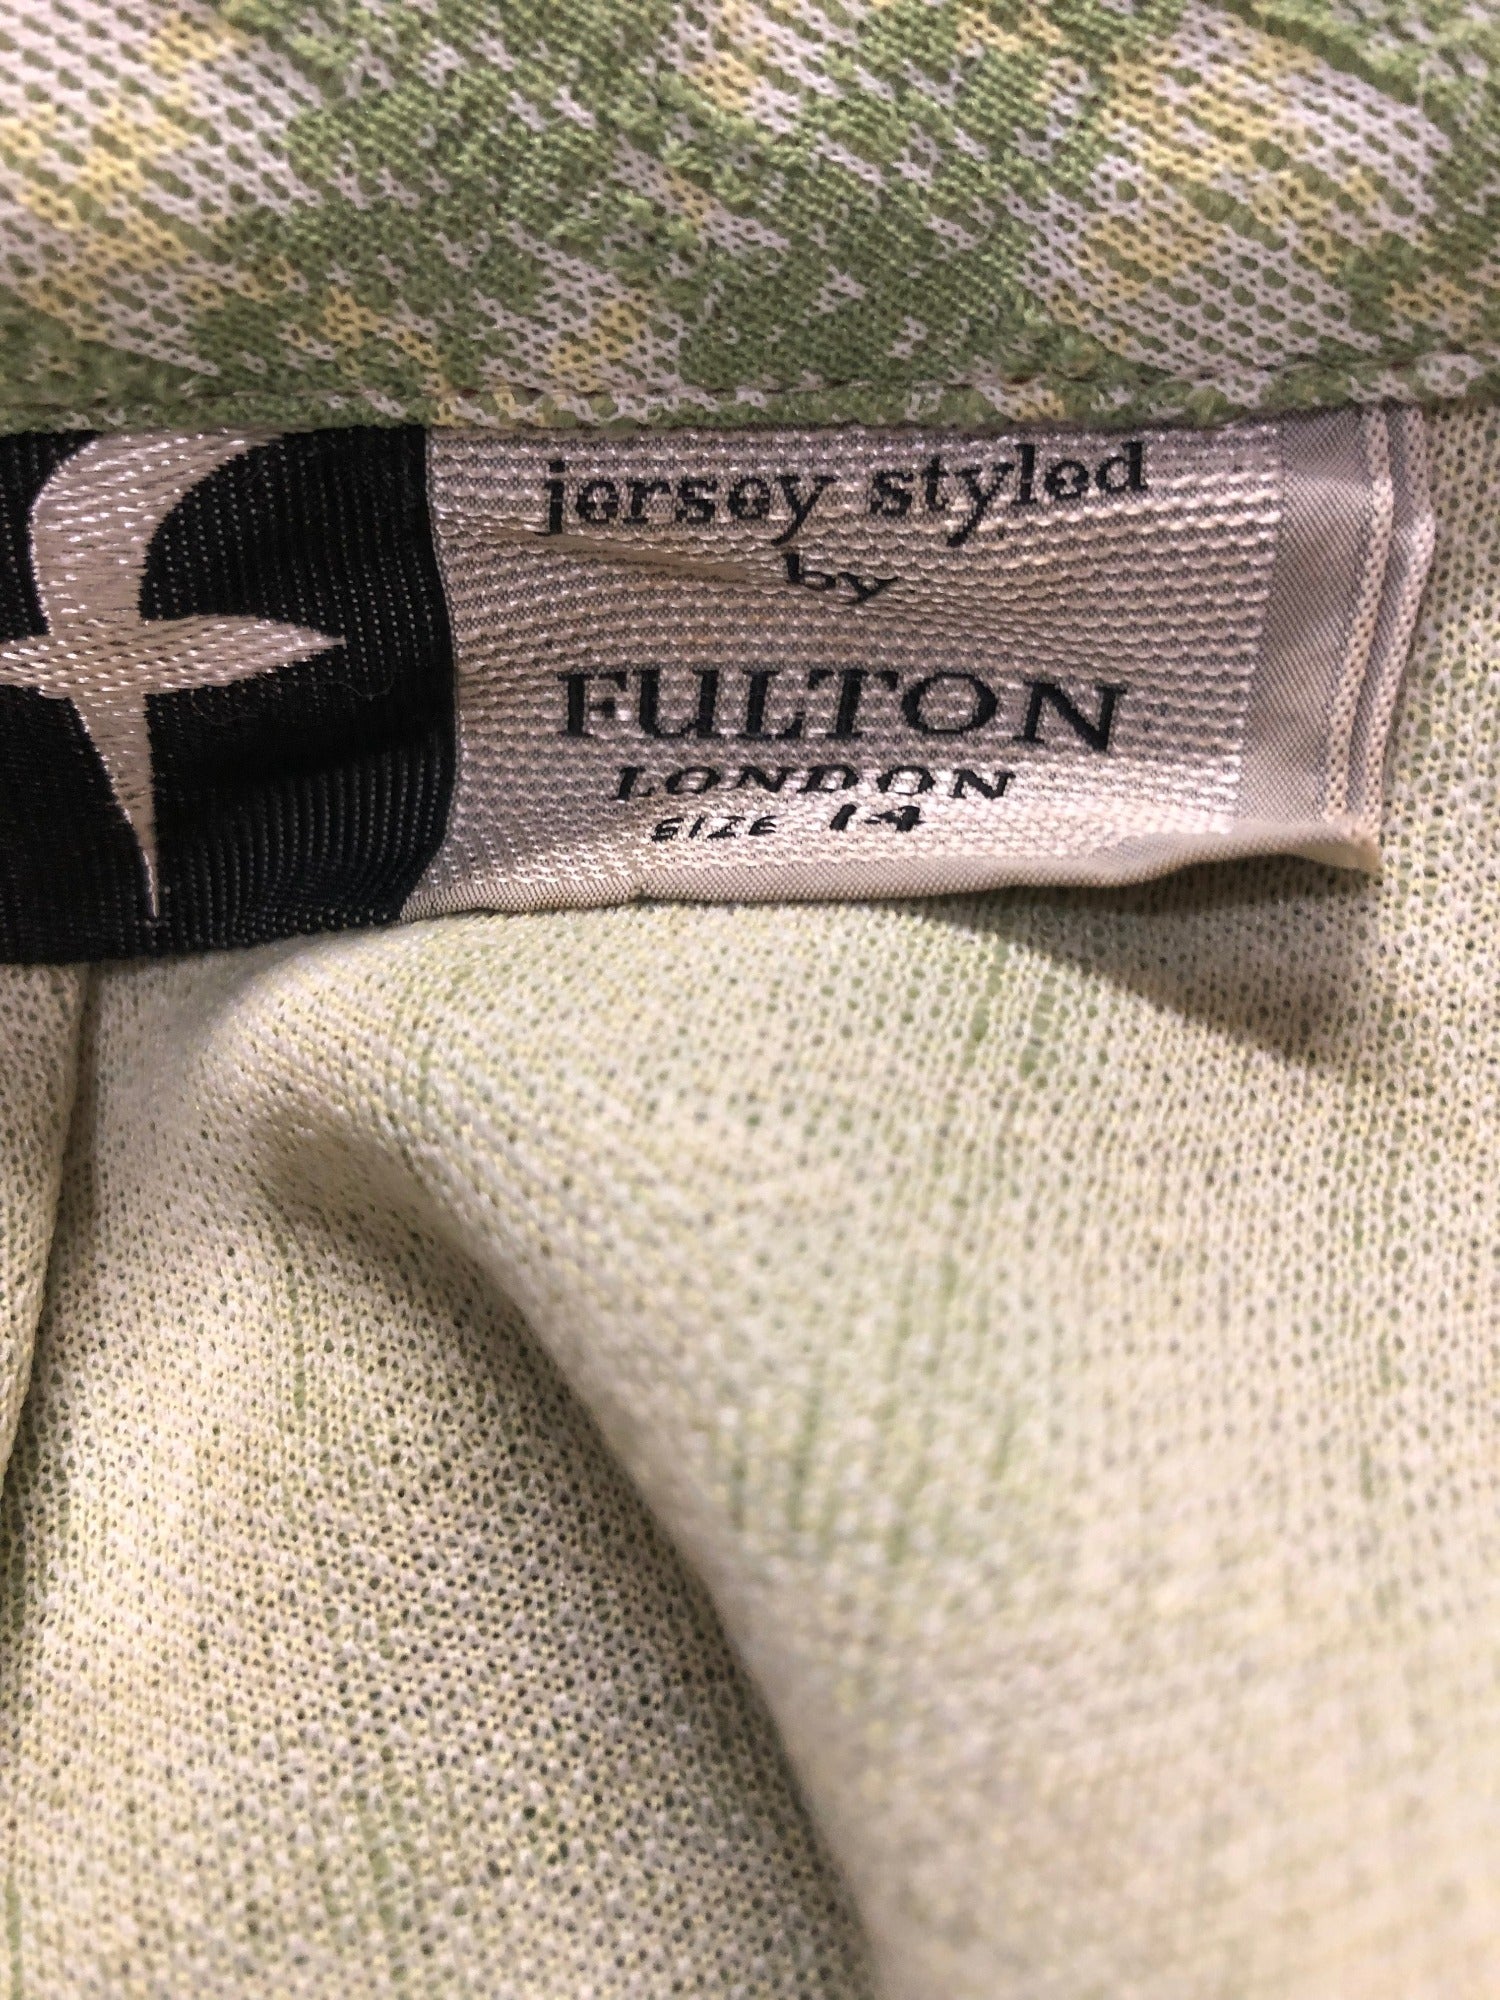 f
jersey styled
by
FULTON
LONDON
SIZE 14